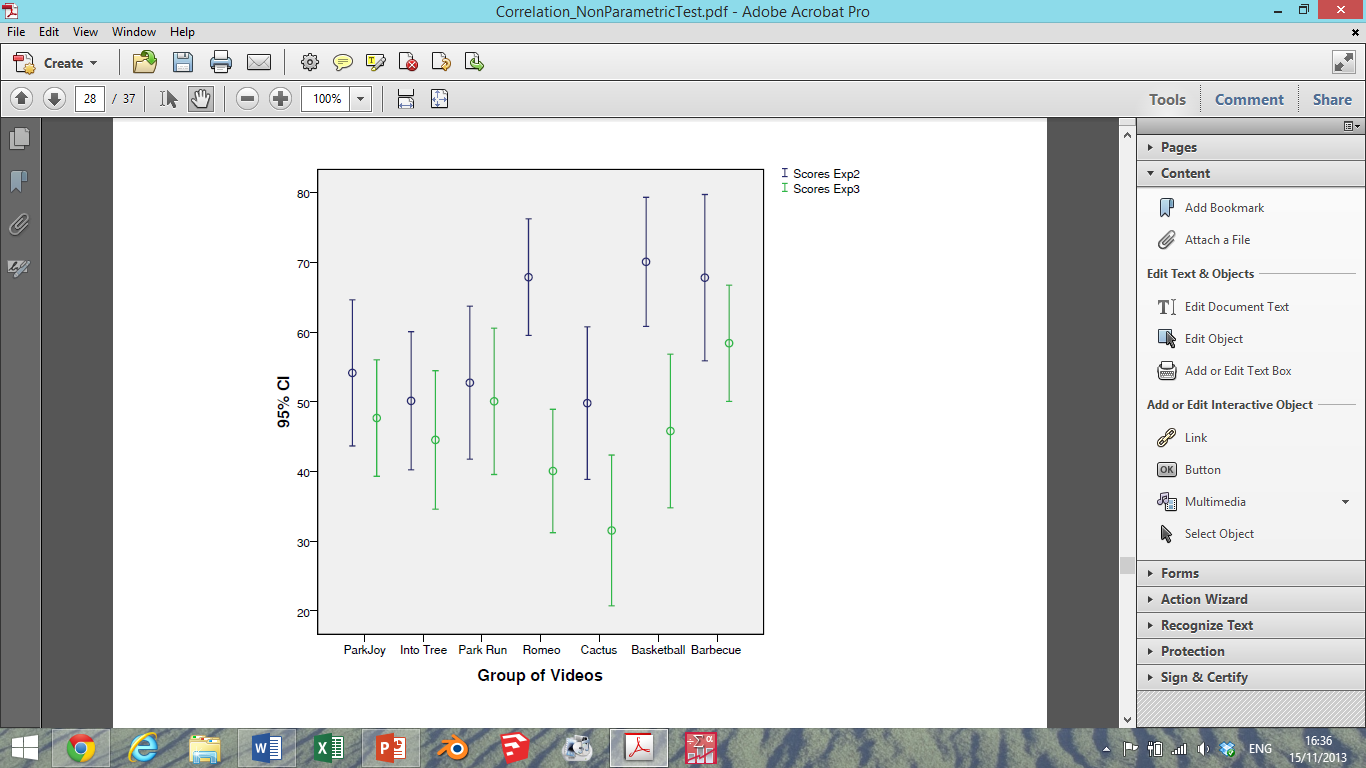 Correlation_NonParametricTest.pdf - Adobe Acrobat Pro
File Edit View Window Help
Create
28 / 37 100% Tools Comment Share
Pages
Content
Add Bookmark
Attach a File
Edit Text & Objects
Edit Document Text
Edit Object
Add or Edit Text Box
Add or Edit Interactive Object
Link
OK Button
Multimedia
Select Object
Forms
Action Wizard
Recognize Text
Protection
Sign & Certify
Scores Exp2
Scores Exp3
95% CI
80
70
60
50
40
30
20
ParkJoy Into Tree Park Run Romeo Cactus Basketball Barbecue
Group of Videos
ENG
16:36
15/11/2013